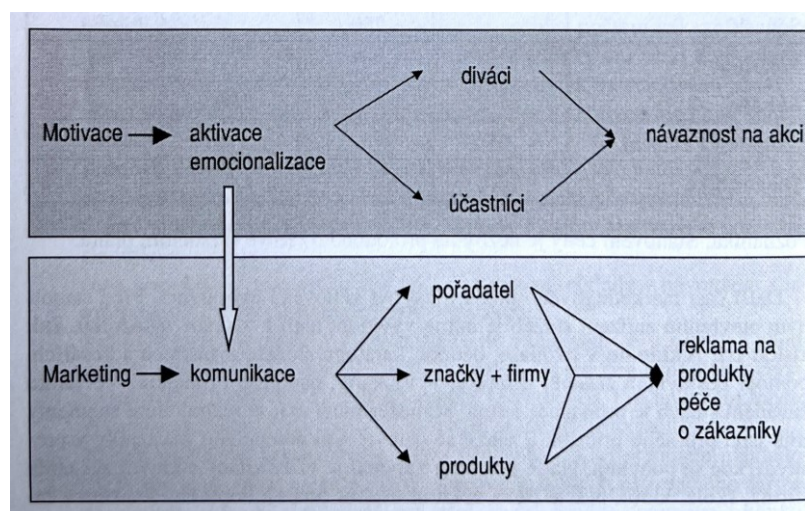 diváci
Motivace
aktivace
emocionalizace
návaznost na akci
účastníci
pořadatel
Marketing
komunikace
značky + firmy
reklama na
produkty
péče
o zákazníky
produkty